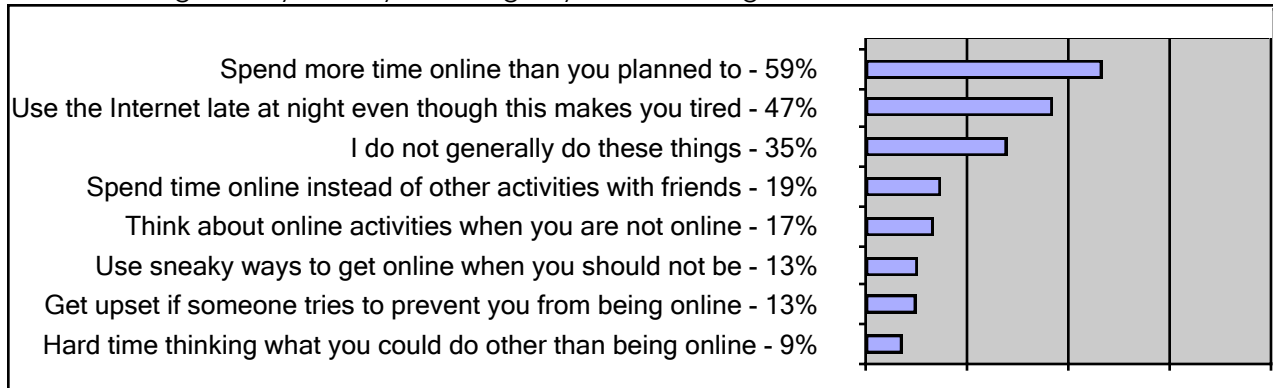 Spend more time online than you planned to - 59%
Use the Internet late at night even though this makes you tired - 47%
I do not generally do these things - 35%
Spend time online instead of other activities with friends - 19%
Think about online activities when you are not online - 17%
Use sneaky ways to get online when you should not be - 13%
Get upset if someone tries to prevent you from being online - 13%
Hard time thinking what you could do other than being online - 9%